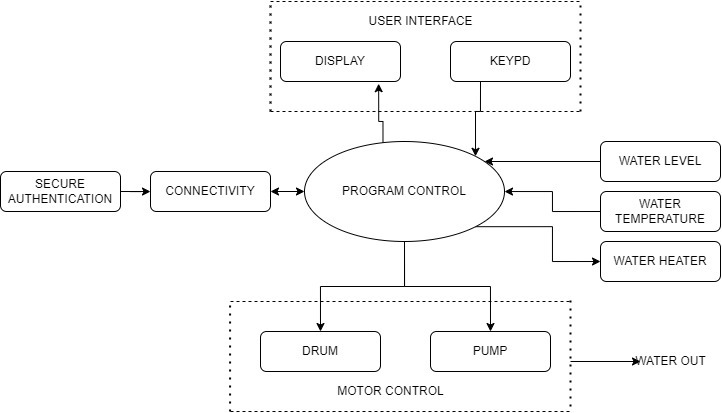 USER INTERFACE
DISPLAY
KEYPD
SECURE
AUTHENTICATION
CONNECTIVITY
PROGRAM CONTROL
WATER LEVEL
WATER
TEMPERATURE
WATER HEATER
DRUM
PUMP
WATER OUT
MOTOR CONTROL